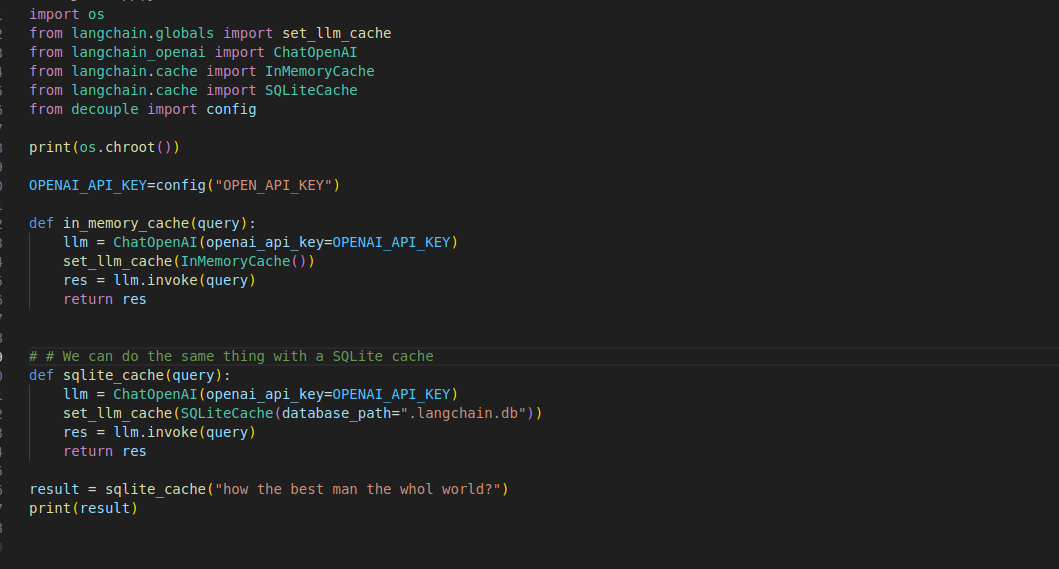 import os
from langchain.globals import set_llm_cache
from langchain_openai import ChatOpenAI
from langchain.cache import InMemoryCache
from langchain.cache import SQLiteCache
from decouple import config
print(os.chroot())
OPENAI_API_KEY=config("OPEN_API_KEY")
def in_memory_cache(query):
    llm = ChatOpenAI(openai_api_key=OPENAI_API_KEY)
    set_llm_cache(InMemoryCache())
    res = llm.invoke(query)
    return res
# # We can do the same thing with a SQLite cache
def sqlite_cache(query):
    llm = ChatOpenAI(openai_api_key=OPENAI_API_KEY)
    set_llm_cache(SQLiteCache(database_path=".langchain.db"))
    res = llm.invoke(query)
    return res
result = sqlite_cache("how the best man the whol world?")
print(result)